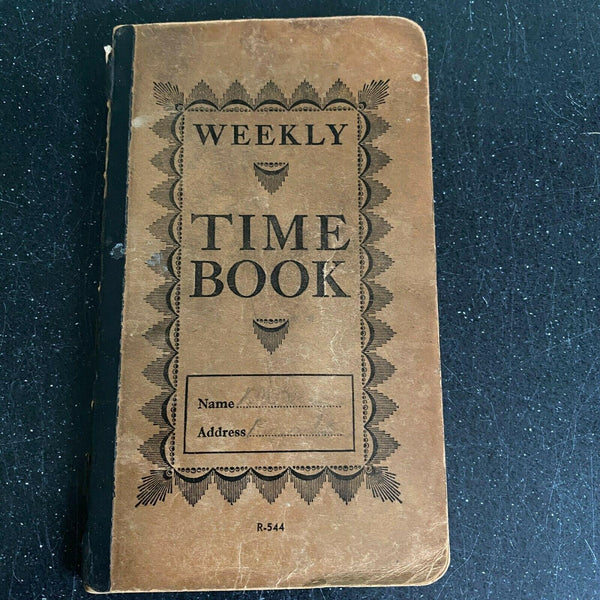 WEEKLY
TIME
BOOK
Name
Address
R-544